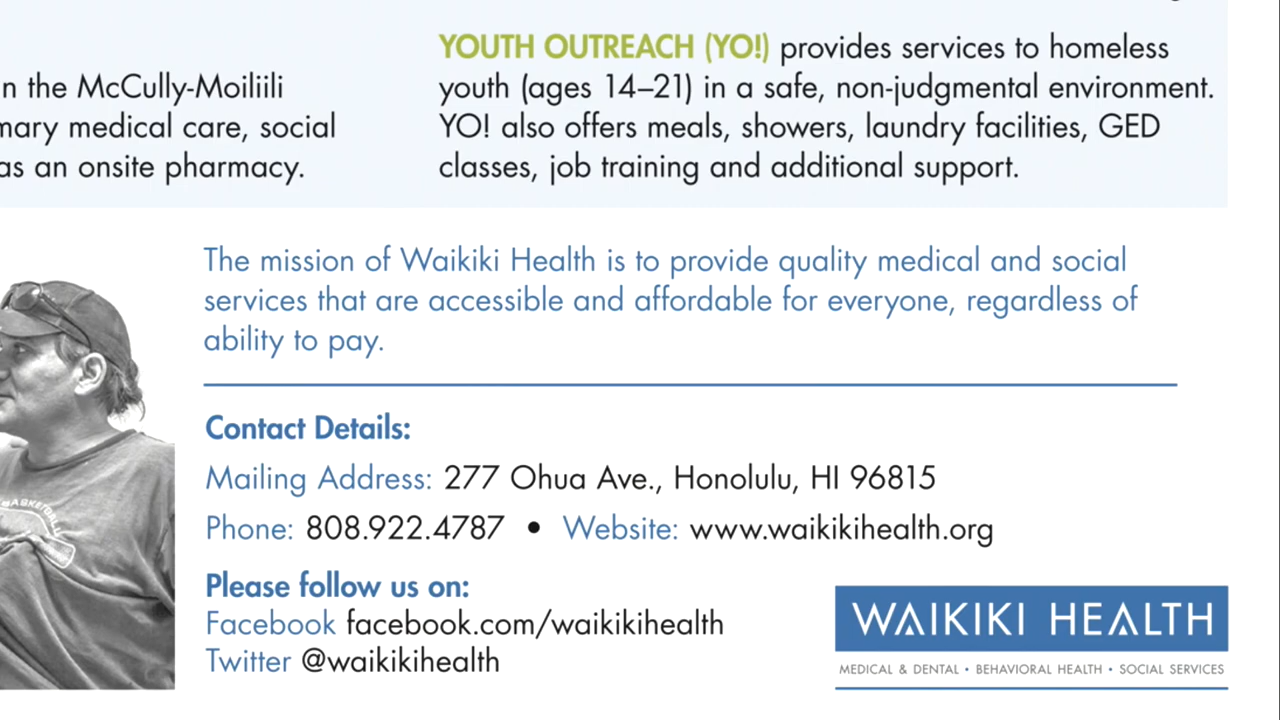 n the McCully-Moiliili
mary medical care, social
as an onsite pharmacy.
YOUTH OUTREACH (YO!) provides services to homeless
youth (ages 14–21) in a safe, non-judgmental environment.
YO! also offers meals, showers, laundry facilities, GED
classes, job training and additional support.
The mission of Waikiki Health is to provide quality medical and social
services that are accessible and affordable for everyone, regardless of
ability to pay.
Contact Details:
Mailing Address: 277 Ohua Ave., Honolulu, HI 96815
Phone: 808.922.4787 • Website: www.waikikihealth.org
Please follow us on:
Facebook facebook.com/waikikihealth
Twitter @waikikihealth
WAIKIKI HEALTH
MEDICAL & DENTAL • BEHAVIORAL HEALTH • SOCIAL SERVICES